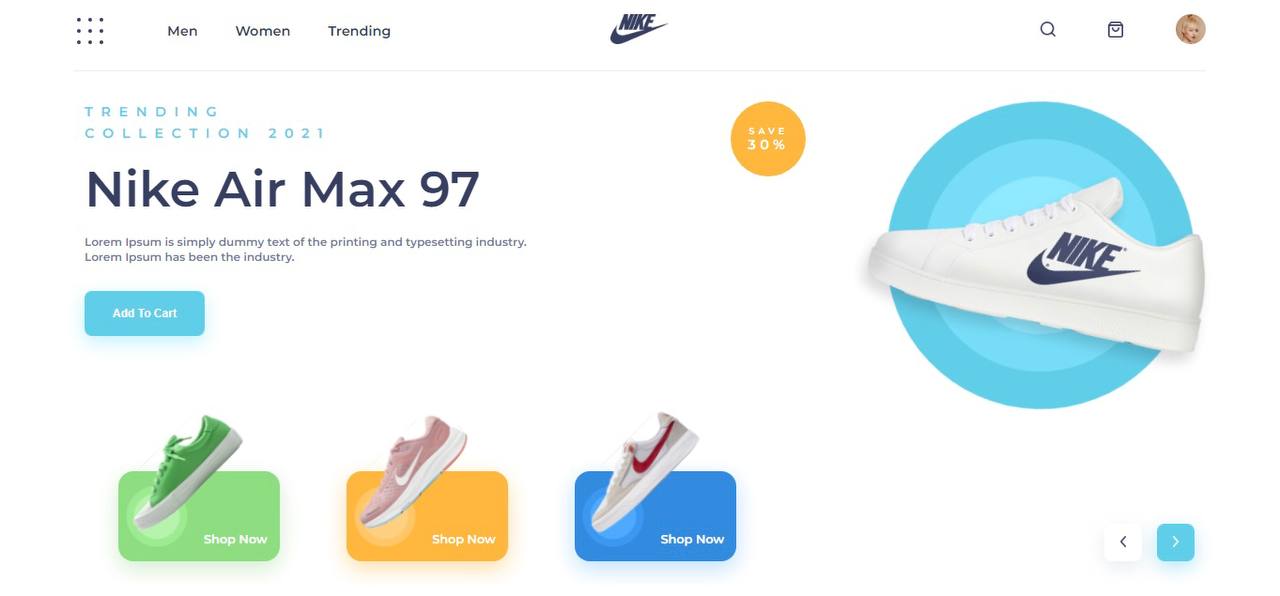 Men
Women
Trending
NIKE
TRENDING
COLLECTION 2021
SAVE
30%
Nike Air Max 97
Lorem Ipsum is simply dummy text of the printing and typesetting industry.
Lorem Ipsum has been the industry.
NIKE
Add To Cart
Shop Now
Shop Now
Shop Now